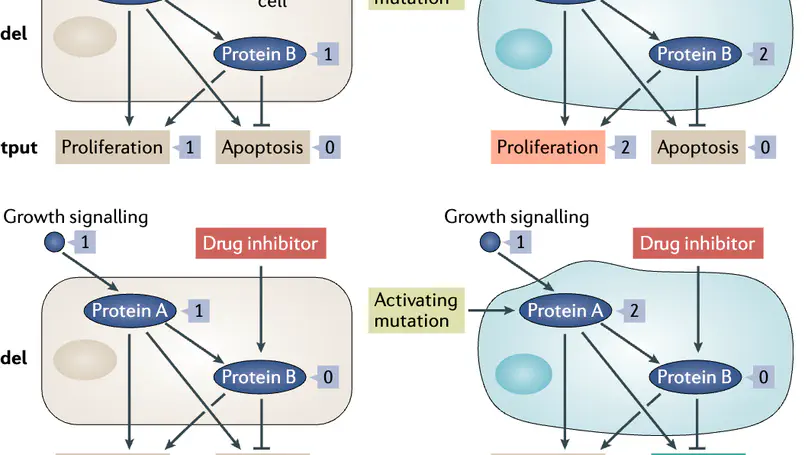 cell
mutation
del
Protein B 1
Protein B 2
tput
Proliferation 1
Apoptosis 0
Proliferation 2
Apoptosis 0
Growth signalling
1
Drug inhibitor
Growth signalling
1
Drug inhibitor
Protein A 1
Activating
mutation
Protein A 2
del
Protein B 0
Protein B 0